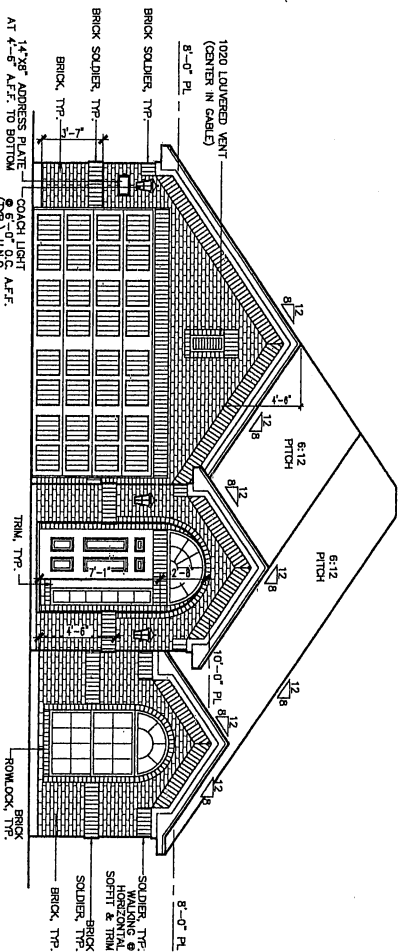 1020 LOUVERED VENT
(CENTER IN GABLE)
8'-0" PL
BRICK SOLDIER, TYP.
BRICK SOLDIER, TYP.
BRICK, TYP.
3'-7"
14"X8" ADDRESS PLATE
AT 4'-6" A.F.F. TO BOTTOM
COACH LIGHT
@ 6'-0" O.C. A.F.F.
12
8
4'-6"
12
8
6:12
PITCH
6:12
PITCH
12
8
12
8
12
8
7'-1"
2'-8"
4'-6"
TRIM, TYP.
10'-0" PL
12
8
12
8
8'-0" PL
SOLDIER, TYP.
WALKING @
HORIZONTAL
SOFFIT & TRIM
BRICK
SOLDIER, TYP.
BRICK, TYP.
BRICK
ROWLOCK, TYP.